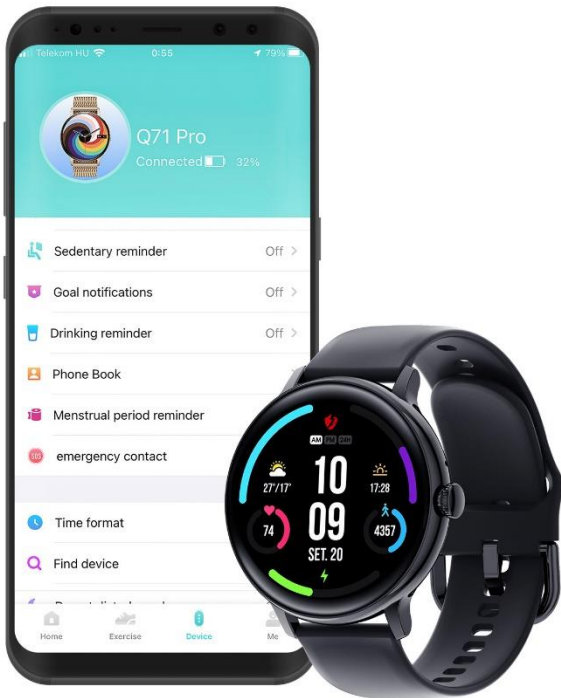 Telekom HU
0:55
79%
Q71 Pro
Connected 32%
Sedentary reminder Off >
Goal notifications Off >
Drinking reminder Off >
Phone Book
Menstrual period reminder
SOS emergency contact
Time format
Find device
Home Exercise Device Me
AM PM 24H
27°/17°
10
17:28
74
09
4357
SET. 20